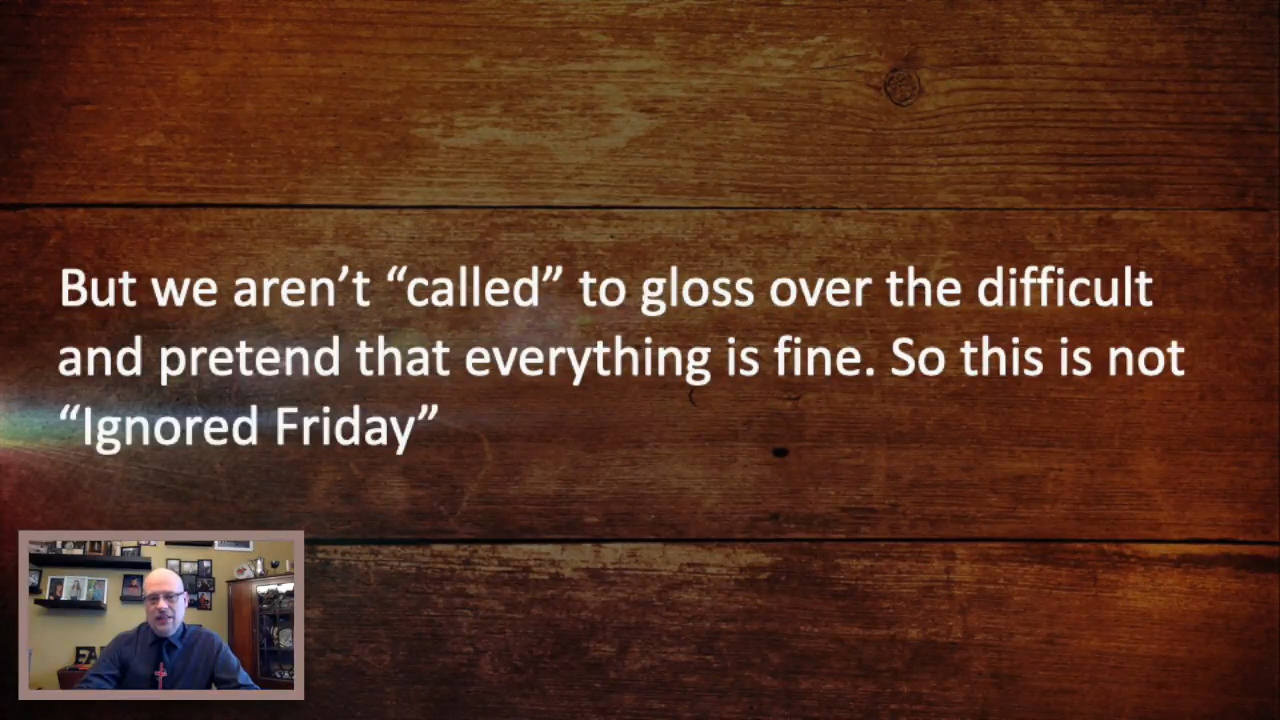 But we aren’t “called” to gloss over the difficult
and pretend that everything is fine. So this is not
“Ignored Friday”